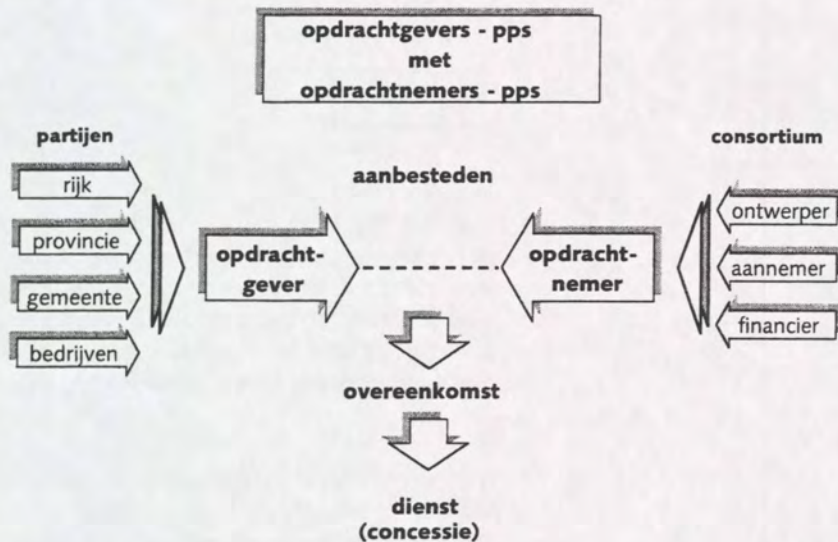 opdrachtgevers - pps
met
opdrachtnemers - pps
partijen
rijk
provincie
gemeente
bedrijven
aanbesteden
opdracht-
gever
opdracht-
nemer
consortium
ontwerper
aannemer
financier
overeenkomst
dienst
(concessie)